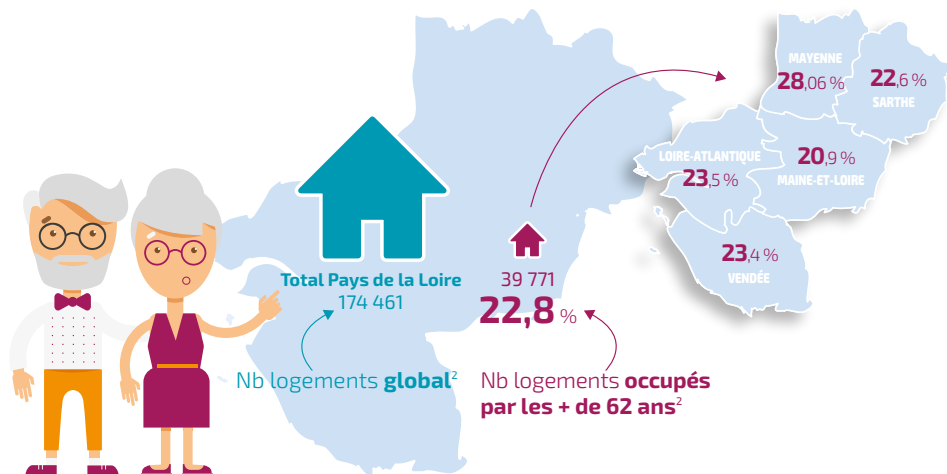 MAYENNE
28,06 %
22,6 %
SARTHE
LOIRE-ATLANTIQUE
23,5 %
20,9 %
MAINE-ET-LOIRE
23,4 %
VENDÉE
Total Pays de la Loire
174 461
39 771
22,8 %
Nb logements global²
Nb logements occupés
par les + de 62 ans²